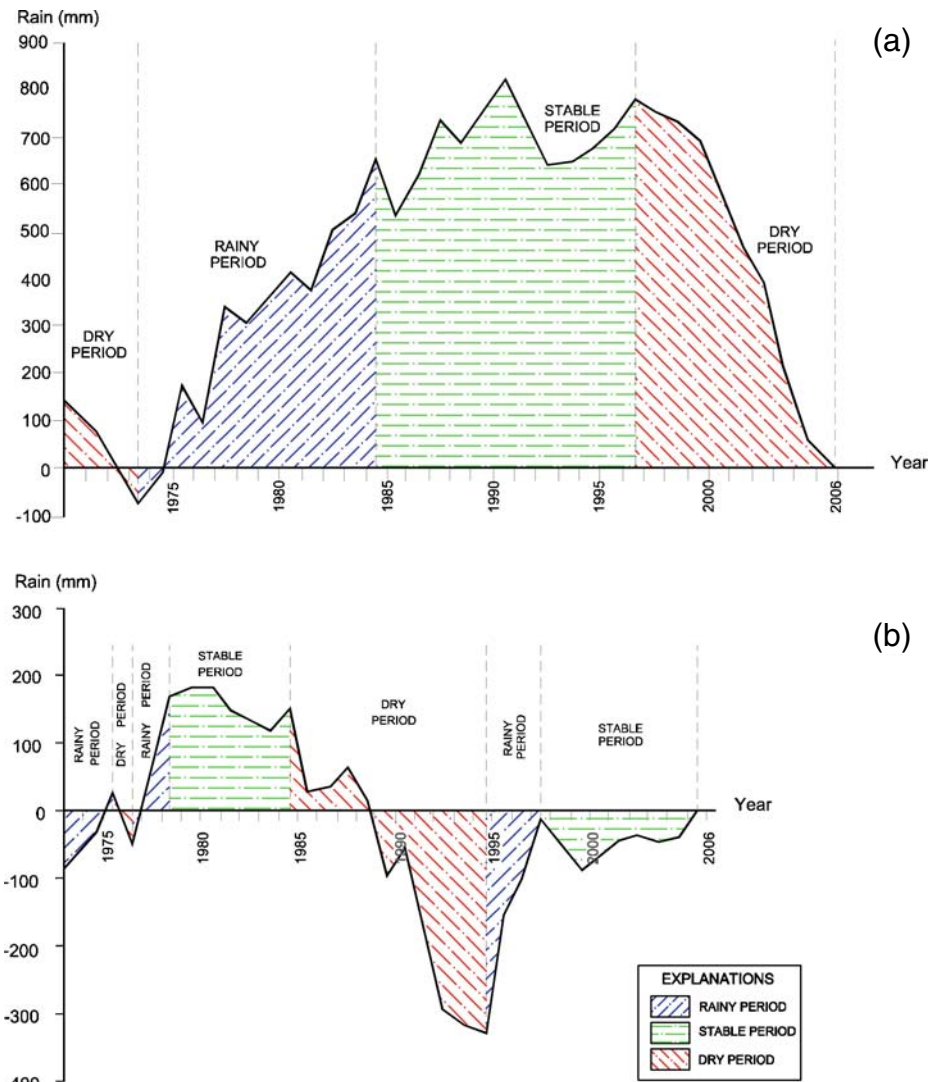 Rain (mm)
(a)
900
800
700
600
500
400
300
200
100
0
-100
DRY
PERIOD
RAINY
PERIOD
STABLE
PERIOD
DRY
PERIOD
Year
1975
1980
1985
1990
1995
2000
2006
Rain (mm)
(b)
300
200
100
0
-100
-200
-300
-400
RAINY
PERIOD
DRY PERIOD
RAINY PERIOD
STABLE
PERIOD
DRY
PERIOD
RAINY
PERIOD
STABLE
PERIOD
Year
1975
1980
1985
1990
1995
2000
2006
EXPLANATIONS
RAINY PERIOD
STABLE PERIOD
DRY PERIOD